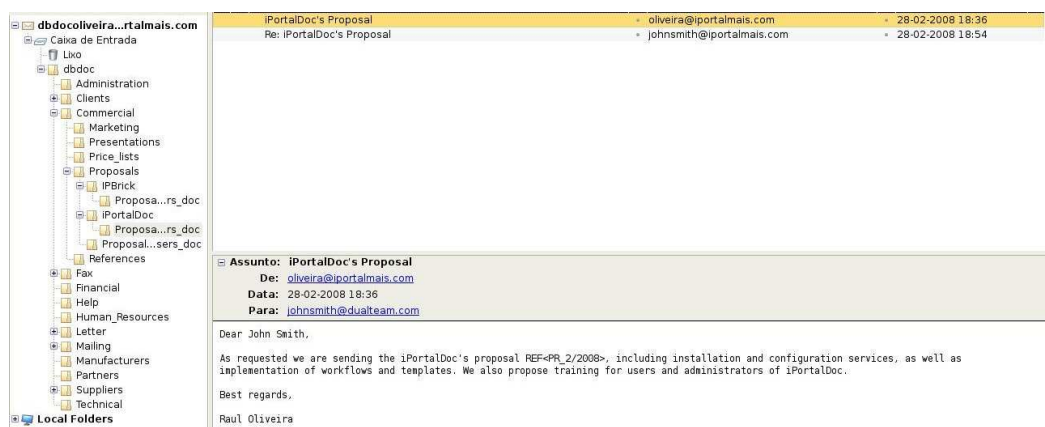 dbdocoliveira...rtalmais.com
Caixa de Entrada
Lixo
dbdoc
Administration
Clients
Commercial
Marketing
Presentations
Price_lists
Proposals
IPBrick
Proposa...rs_doc
iPortalDoc
Proposa...rs_doc
Proposal...sers_doc
References
Fax
Financial
Help
Human_Resources
Letter
Mailing
Manufacturers
Partners
Suppliers
Technical
Local Folders
iPortalDoc's Proposal oliveira@iportalmais.com 28-02-2008 18:36
Re: iPortalDoc's Proposal johnsmith@iportalmais.com 28-02-2008 18:54
Assunto: iPortalDoc's Proposal
De: oliveira@iportalmais.com
Data: 28-02-2008 18:36
Para: johnsmith@dualteam.com
Dear John Smith,
As requested we are sending the iPortalDoc's proposal REF<PR_2/2008>, including installation and configuration services, as well as
implementation of workflows and templates. We also propose training for users and administrators of iPortalDoc.
Best regards,
Raul Oliveira